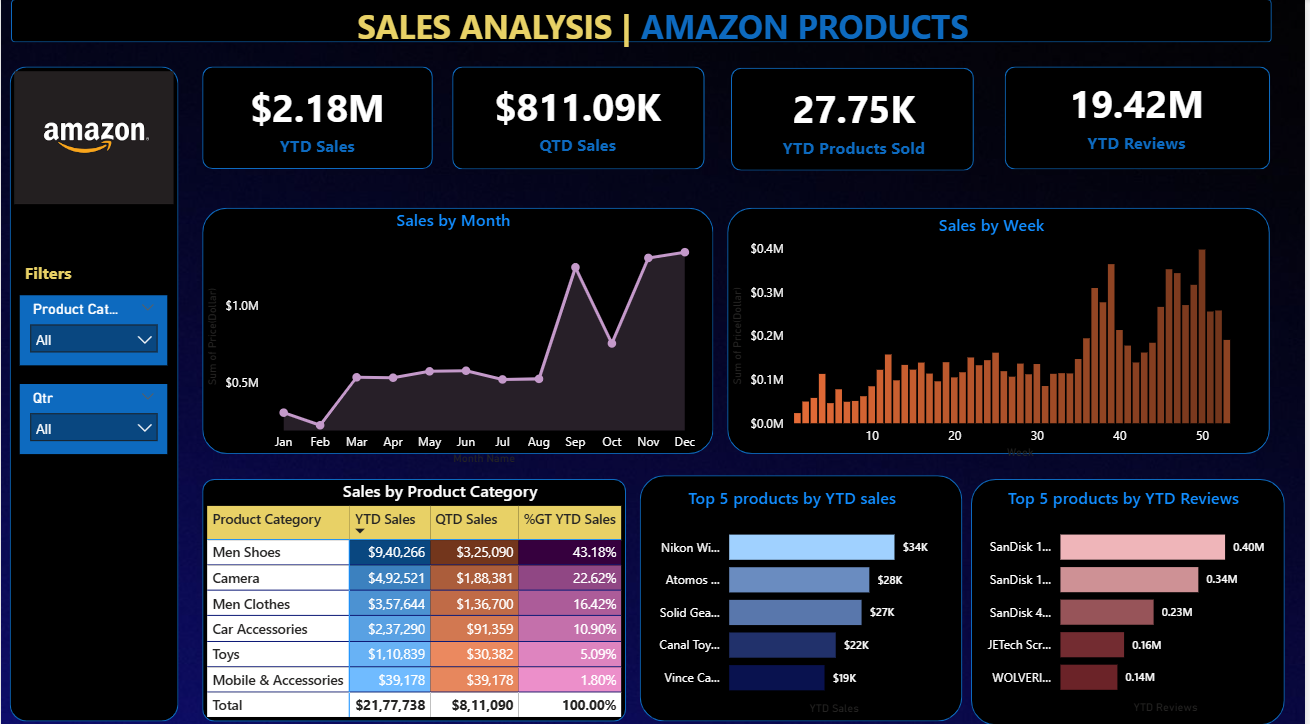 SALES ANALYSIS | AMAZON PRODUCTS
amazon
$2.18M
YTD Sales
$811.09K
QTD Sales
27.75K
YTD Products Sold
19.42M
YTD Reviews
Filters
Product Cat...
All
Qtr
All
Sales by Month
Sum of Price(Dollar)
$1.0M
$0.5M
Jan Feb Mar Apr May Jun Jul Aug Sep Oct Nov Dec
Month Name
Sales by Week
Sum of Price(Dollar)
$0.4M
$0.3M
$0.2M
$0.1M
$0.0M
10 20 30 40 50
Week
Sales by Product Category
Product Category YTD Sales QTD Sales %GT YTD Sales
Men Shoes $9,40,266 $3,25,090 43.18%
Camera $4,92,521 $1,88,381 22.62%
Men Clothes $3,57,644 $1,36,700 16.42%
Car Accessories $2,37,290 $91,359 10.90%
Toys $1,10,839 $30,382 5.09%
Mobile & Accessories $39,178 $39,178 1.80%
Total $21,77,738 $8,11,090 100.00%
Top 5 products by YTD sales
Nikon Wi... $34K
Atomos ... $28K
Solid Gea... $27K
Canal Toy... $22K
Vince Ca... $19K
YTD Sales
Top 5 products by YTD Reviews
SanDisk 1... 0.40M
SanDisk 1... 0.34M
SanDisk 4... 0.23M
JETech Scr... 0.16M
WOLVERI... 0.14M
YTD Reviews